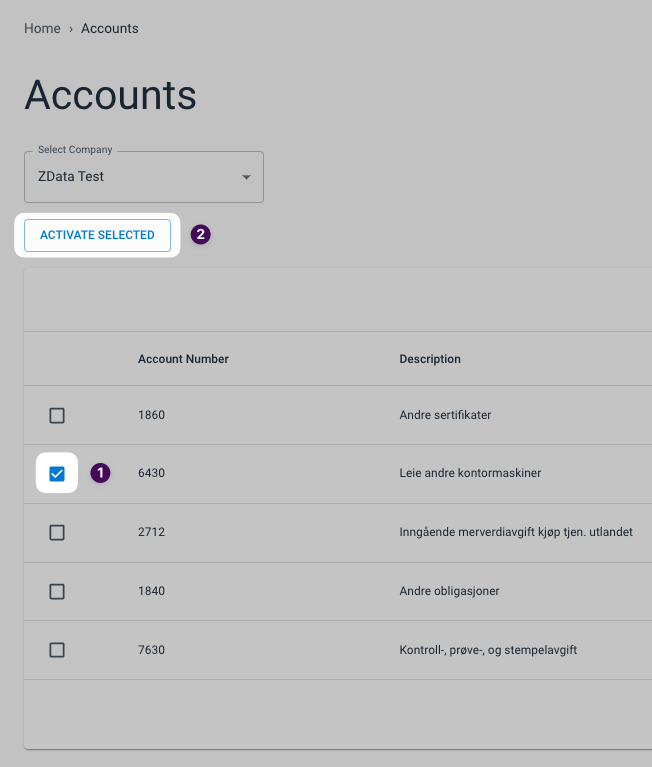 Home › Accounts
Accounts
Select Company
ZData Test
ACTIVATE SELECTED 2
Account Number Description
1860 Andre sertifikater
1 6430 Leie andre kontormaskiner
2712 Inngående merverdiavgift kjøp tjen. utlandet
1840 Andre obligasjoner
7630 Kontroll-, prøve-, og stempelavgift